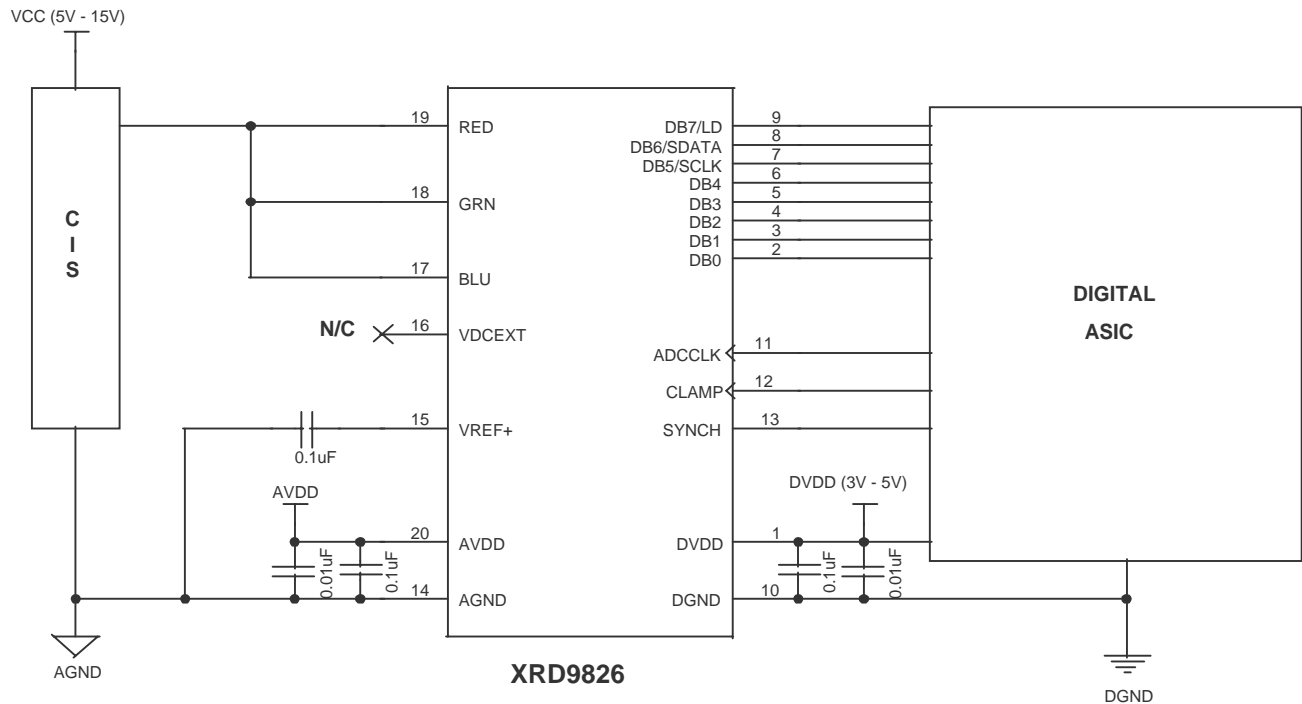 VCC (5V - 15V)
C
I
S
19
RED
18
GRN
17
BLU
N/C
16
VDCEXT
15
VREF+
0.1uF
AVDD
20
AVDD
0.01uF
0.1uF
14
AGND
AGND
DB7/LD
9
DB6/SDATA
8
DB5/SCLK
7
DB4
6
DB3
5
DB2
4
DB1
3
DB0
2
ADCCLK
11
CLAMP
12
SYNCH
13
DVDD (3V - 5V)
DVDD
1
0.1uF
0.01uF
DGND
10
DIGITAL
ASIC
DGND
XRD9826